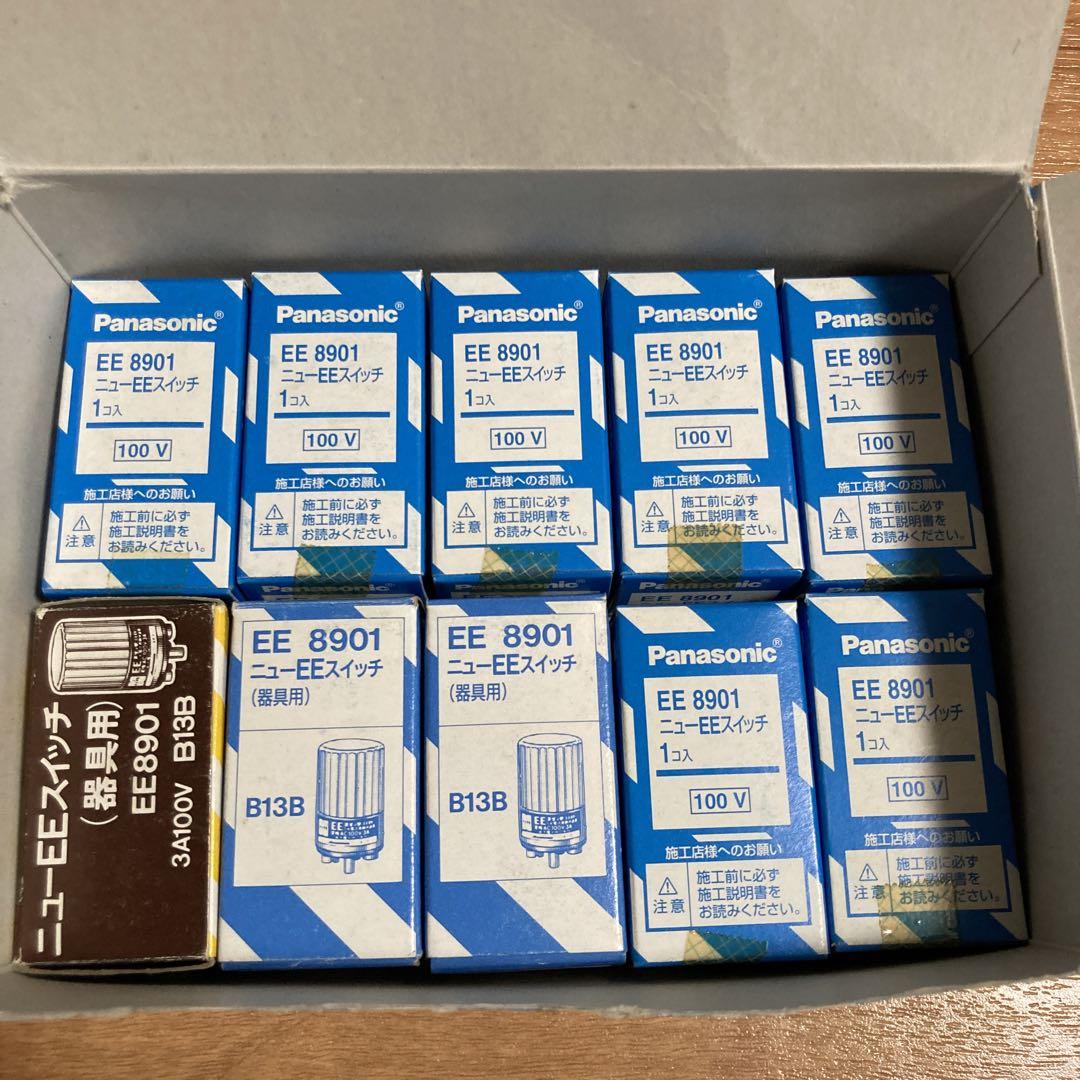 Panasonic®
EE 8901
ニューEEスイッチ
1コ入
100 V
施工店様へのお願い
注意
施工前に必ず
施工説明書を
お読みください。
Panasonic®
EE 8901
ニューEEスイッチ
1コ入
100 V
施工店様へのお願い
注意
施工前に必ず
施工説明書を
お読みください。
Panasonic
Panasonic®
EE 8901
ニューEEスイッチ
1コ入
100 V
施工店様へのお願い
注意
施工前に必ず
施工説明書を
お読みください。
Panasonic
Panasonic®
EE 8901
ニューEEスイッチ
1コ入
100 V
施工店様へのお願い
注意
施工前に必ず
施工説明書を
お読みください。
Panasonic
EE 8901
Panasonic®
EE 8901
ニューEEスイッチ
1コ入
100 V
施工店様へのお願い
注意
施工前に必ず
施工説明書を
お読みください。
ニューEEスイッチ
(器具用)
EE8901
3A100V B13B
EE 8901
ニューEEスイッチ
(器具用)
B13B
EE 8901
ニューEEスイッチ
(器具用)
B13B
Panasonic®
EE 8901
ニューEEスイッチ
1コ入
100 V
施工店様へのお願い
注意
施工前に必ず
施工説明書を
お読みください。
Panasonic®
EE 8901
ニューEEスイッチ
1コ入
100 V
施工店様へのお願い
注意
施工前に必ず
施工説明書を
お読みください。